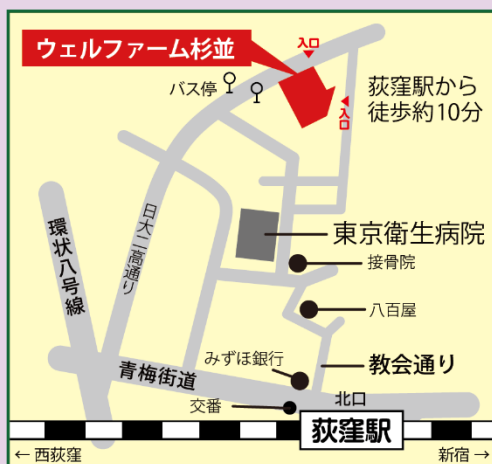 ウェルファーム杉並
入口
バス停
荻窪駅から
徒歩約10分
入口
日大二高通り
環状八号線
東京衛生病院
接骨院
八百屋
みずほ銀行
教会通り
青梅街道
北口
交番
荻窪駅
← 西荻窪
新宿 →